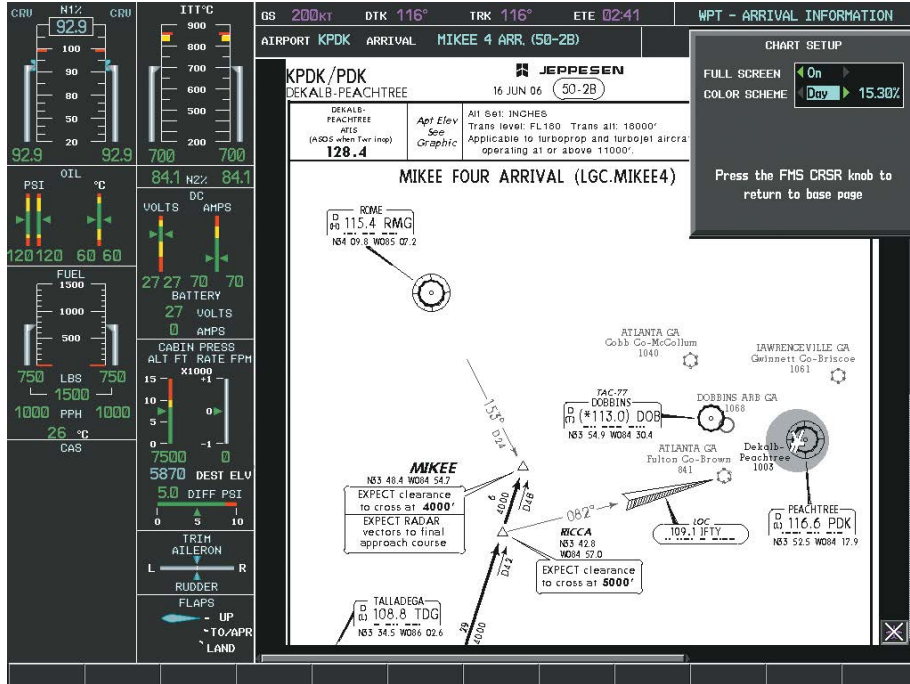 GS 200KT DTK 116° TRK 116° ETE 02:41 WPT – ARRIVAL INFORMATION
AIRPORT KPDK ARRIVAL MIKEE 4 ARR. (50-2B)
CRU N1% CRU
92.9
100
90
80
50
20
92.9 92.9
ITT°C
900
800
700
600
500
200
700 700
84.1 N2% 84.1
OIL
PSI °C
120 120 60 60
DC
VOLTS AMPS
27 27 70 70
BATTERY
27 VOLTS
0 AMPS
FUEL
1500
1000
500
750 LBS 750
1500
1000 PPH 1000
26 °C
CAS
CABIN PRESS
ALT FT RATE FPM
X1000
15 +1
10 0
5
0 -1
7500 0
5870 DEST ELV
5.0 DIFF PSI
0 5 10
TRIM
AILERON
L R
RUDDER
FLAPS
UP
TO/APR
LAND
KPDK/PDK
DEKALB-PEACHTREE
JEPPESEN
16 JUN 06 50-2B
DEKALB-
PEACHTREE
ATIS
(ASOS when Twr inop)
128.4
Apt Elev
See
Graphic
Alt Set: INCHES
Trans level: FL180 Trans alt: 18000'
Applicable to turboprop and turbojet aircra
operating at or above 11000'.
MIKEE FOUR ARRIVAL (LGC.MIKEE4)
CHART SETUP
FULL SCREEN On
COLOR SCHEME Day 15.30%
Press the FMS CRSR knob to
return to base page
ROME
D
(H) 115.4 RMG
N34 09.8 W085 07.2
153°
D24
ATLANTA GA
Cobb Co-McCollum
1040
LAWRENCEVILLE GA
Gwinnett Co-Briscoe
1061
TAC-77
DOBBINS
(*113.0) DOB
N33 54.9 W084 30.4
DOBBINS ARB GA
1068
ATLANTA GA
Fulton Co-Brown
841
Dekalb-
Peachtree
1003
MIKEE
N33 48.4 W084 54.7
EXPECT clearance
to cross at 4000'
EXPECT RADAR
vectors to final
approach course
6
4000
D48
082°
RICCA
N33 42.8
W084 57.0
EXPECT clearance
to cross at 5000'
D42
LOC
109.1 IFTY
PEACHTREE
D
116.6 PDK
N33 52.5 W084 17.9
TALLADEGA
D
108.8 TDG
N33 34.5 W086 02.6
29
4000